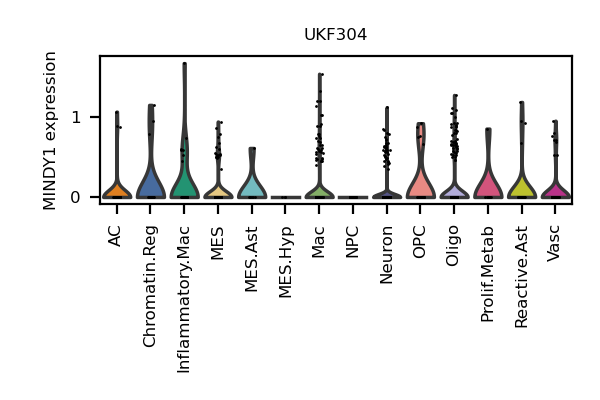 UKF304
MINDY1 expression
1
0
AC
Chromatin.Reg
Inflammatory.Mac
MES
MES.Ast
MES.Hyp
Mac
NPC
Neuron
OPC
Oligo
Prolif.Metab
Reactive.Ast
Vasc